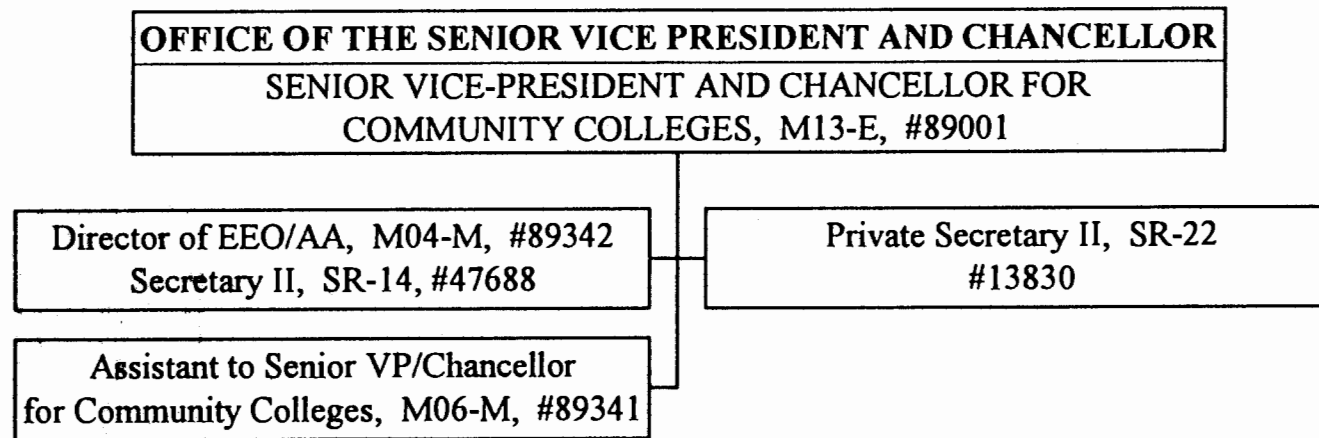 OFFICE OF THE SENIOR VICE PRESIDENT AND CHANCELLOR
SENIOR VICE-PRESIDENT AND CHANCELLOR FOR
COMMUNITY COLLEGES, M13-E, #89001
Director of EEO/AA, M04-M, #89342
Secretary II, SR-14, #47688
Private Secretary II, SR-22
#13830
Assistant to Senior VP/Chancellor
for Community Colleges, M06-M, #89341